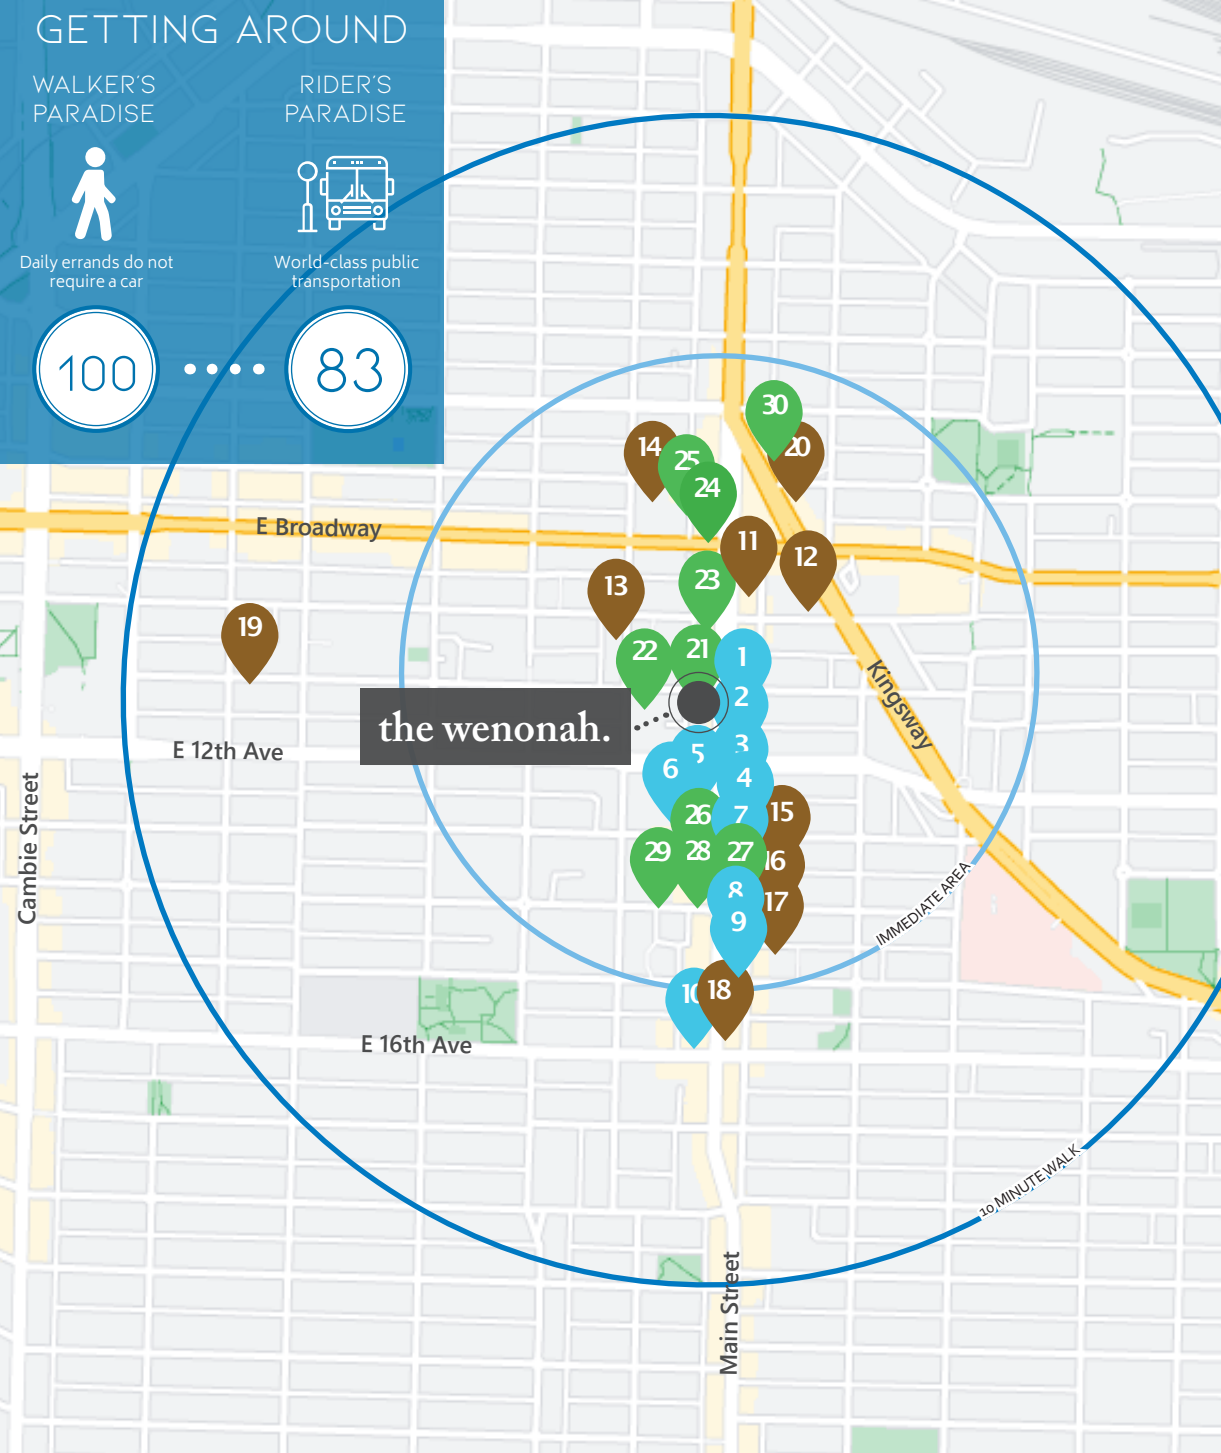 GETTING AROUND
WALKER'S
PARADISE
RIDER'S
PARADISE
Daily errands do not
require a car
World-class public
transportation
100
83
30
14
20
25
24
E Broadway
11
12
23
13
19
22
21
1
2
Kingsway
the wenonah.
E 12th Ave
3
5
6
4
Cambie Street
26
7
15
29
28
27
16
8
17
9
IMMEDIATE AREA
10
18
E 16th Ave
10 MINUTE WALK
Main Street